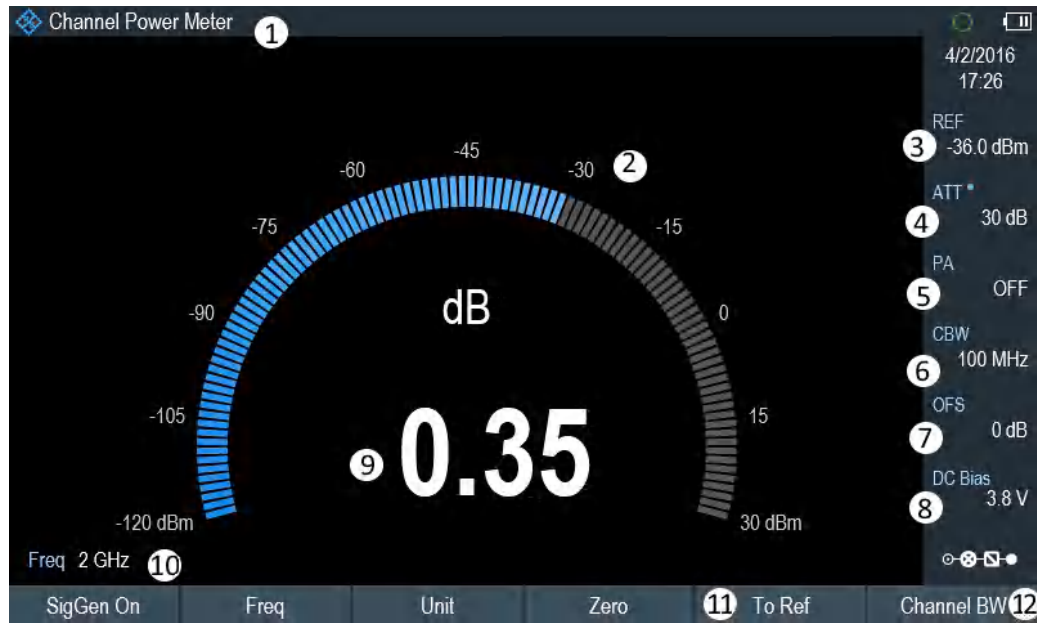 Channel Power Meter
1
4/2/2016
17:26
REF
3 -36.0 dBm
ATT
4 30 dB
PA
5 OFF
CBW
6 100 MHz
OFS
7 0 dB
DC Bias
8 3.8 V
-45
-60
-30 2
-75
-15
-90
dB
0
-105
15
9 0.35
-120 dBm
30 dBm
Freq 2 GHz 10
SigGen On
Freq
Unit
Zero
11 To Ref
Channel BW 12